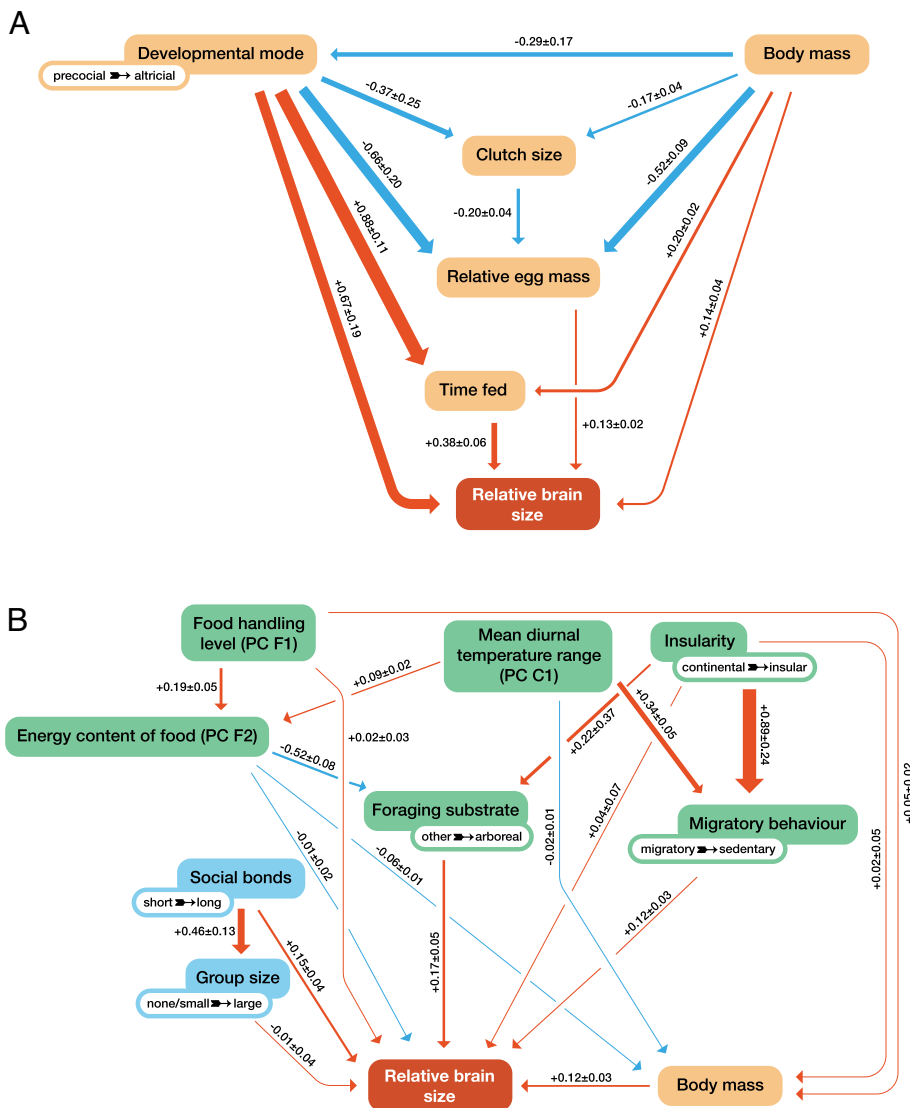 A
Developmental mode
precocial → altricial
-0.29±0.17
Body mass
-0.37±0.25
-0.17±0.04
Clutch size
-0.66±0.20
-0.52±0.09
+0.88±0.11
-0.20±0.04
+0.20±0.02
Relative egg mass
+0.67±0.19
+0.14±0.04
Time fed
+0.38±0.06
+0.13±0.02
Relative brain
size
B
Food handling
level (PC F1)
Mean diurnal
temperature range
(PC C1)
Insularity
continental → insular
+0.19±0.05
+0.09±0.02
+0.34±0.05
+0.89±0.24
+0.22±0.37
Energy content of food (PC F2)
+0.02±0.03
-0.52±0.08
Foraging substrate
other → arboreal
+0.04±0.07
Migratory behaviour
migratory → sedentary
+0.05±0.02
-0.01±0.02
-0.06±0.01
-0.02±0.01
+0.02±0.05
Social bonds
short → long
+0.46±0.13
+0.15±0.04
+0.17±0.05
+0.12±0.03
Group size
none/small → large
-0.01±0.04
Relative brain
size
+0.12±0.03
Body mass